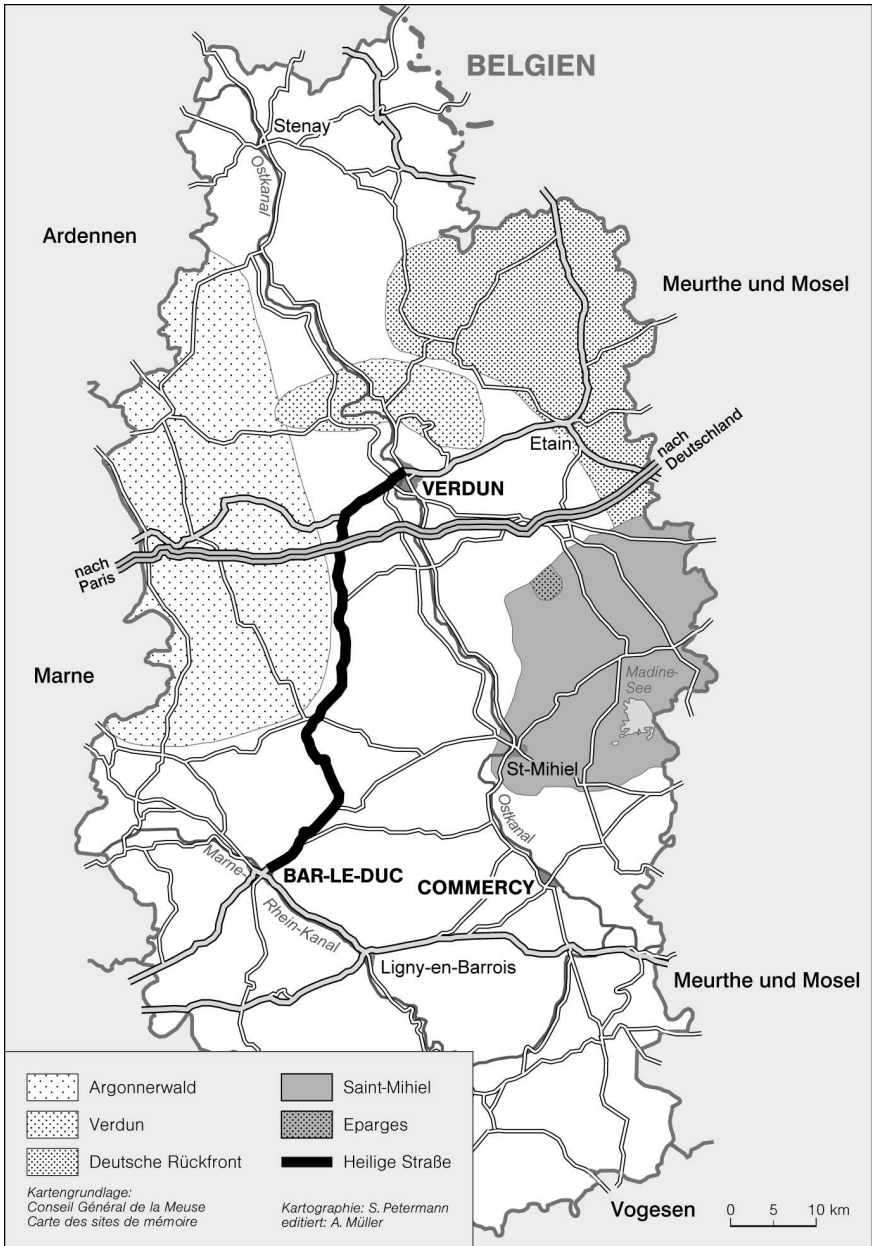 BELGIEN
Stenay
Ostkanal
Ardennen
Meurthe und Mosel
Etain
nach
Deutschland
VERDUN
nach
Paris
Marne
Madine-
See
St-Mihiel
Ostkanal
Marne-
BAR-LE-DUC
COMMERCY
Rhein-Kanal
Ligny-en-Barrois
Meurthe und Mosel
Argonnerwald
Verdun
Deutsche Rückfront
Saint-Mihiel
Eparges
Heilige Straße
Kartengrundlage:
Conseil Général de la Meuse
Carte des sites de mémoire
Kartographie: S. Petermann
editiert: A. Müller
Vogesen
0 10 km